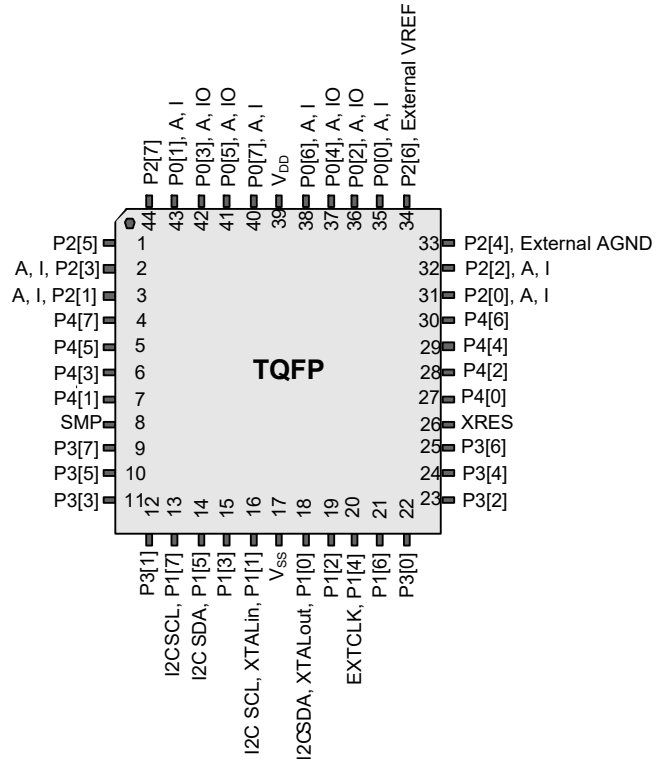 P2[7]
P0[1], A, I
P0[3], A, IO
P0[5], A, IO
P0[7], A, I
VDD
P0[6], A, I
P0[4], A, IO
P0[2], A, IO
P0[0], A, I
P2[6], External VREF
44
43
42
41
40
39
38
37
36
35
34
P2[5] 1
A, I, P2[3] 2
A, I, P2[1] 3
P4[7] 4
P4[5] 5
P4[3] 6
P4[1] 7
SMP 8
P3[7] 9
P3[5] 10
P3[3] 11
TQFP
33 P2[4], External AGND
32 P2[2], A, I
31 P2[0], A, I
30 P4[6]
29 P4[4]
28 P4[2]
27 P4[0]
26 XRES
25 P3[6]
24 P3[4]
23 P3[2]
12
13
14
15
16
17
18
19
20
21
22
P3[1]
I2C SCL, P1[7]
I2C SDA, P1[5]
P1[3]
I2C SCL, XTALin, P1[1]
VSS
I2C SDA, XTALout, P1[0]
P1[2]
EXTCLK, P1[4]
P1[6]
P3[0]